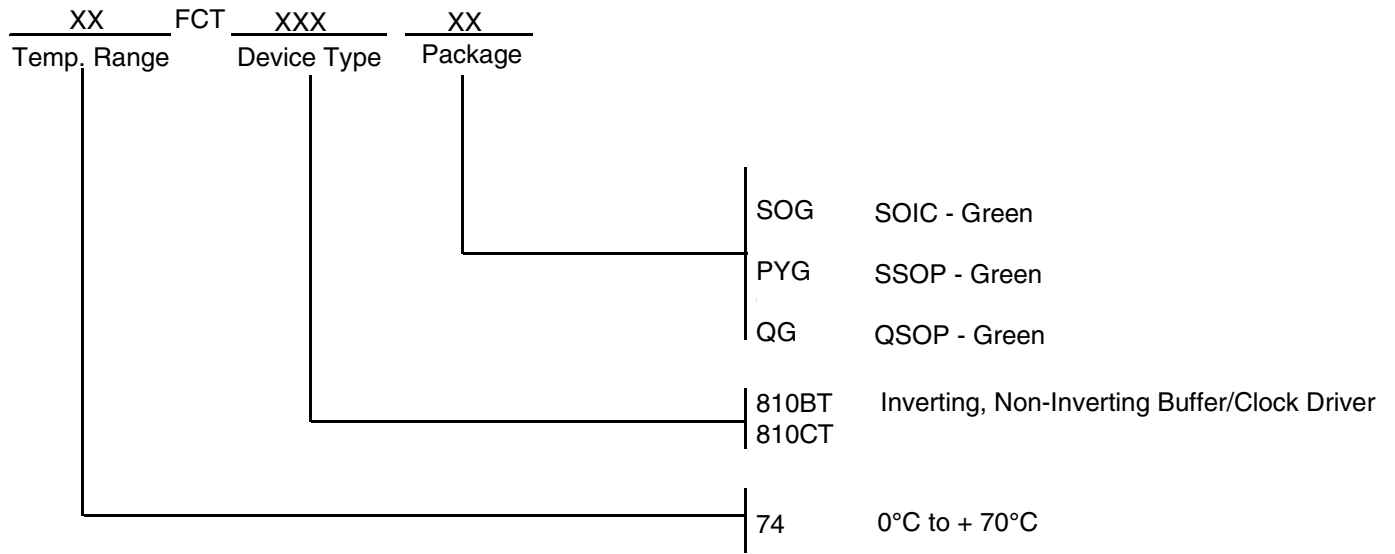 XX FCT XXX XX
Temp. Range Device Type Package
SOG SOIC - Green
PYG SSOP - Green
QG QSOP - Green
810BT Inverting, Non-Inverting Buffer/Clock Driver
810CT
74 0°C to + 70°C